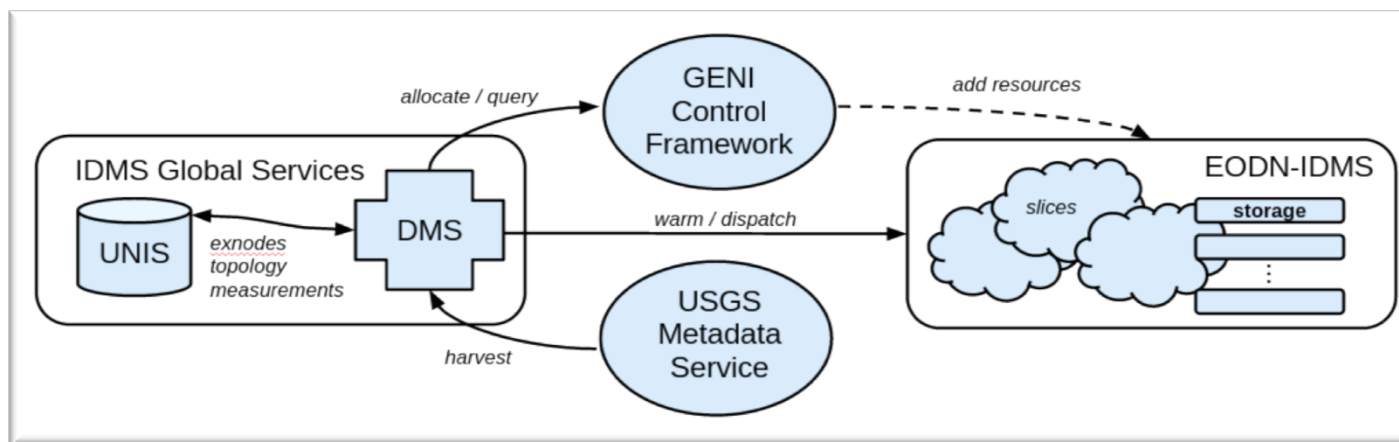 GENI
Control
Framework
allocate / query
add resources
IDMS Global Services
EODN-IDMS
UNIS
exnodes
topology
measurements
DMS
warm / dispatch
slices
storage
USGS
Metadata
Service
harvest